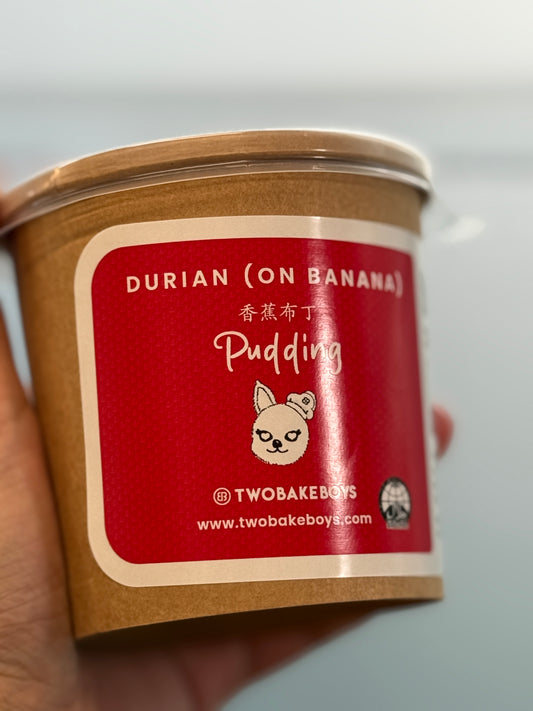 DURIAN (ON BANANA)
香蕉布丁
Pudding
TWOBAKEBOYS
www.twobakeboys.com